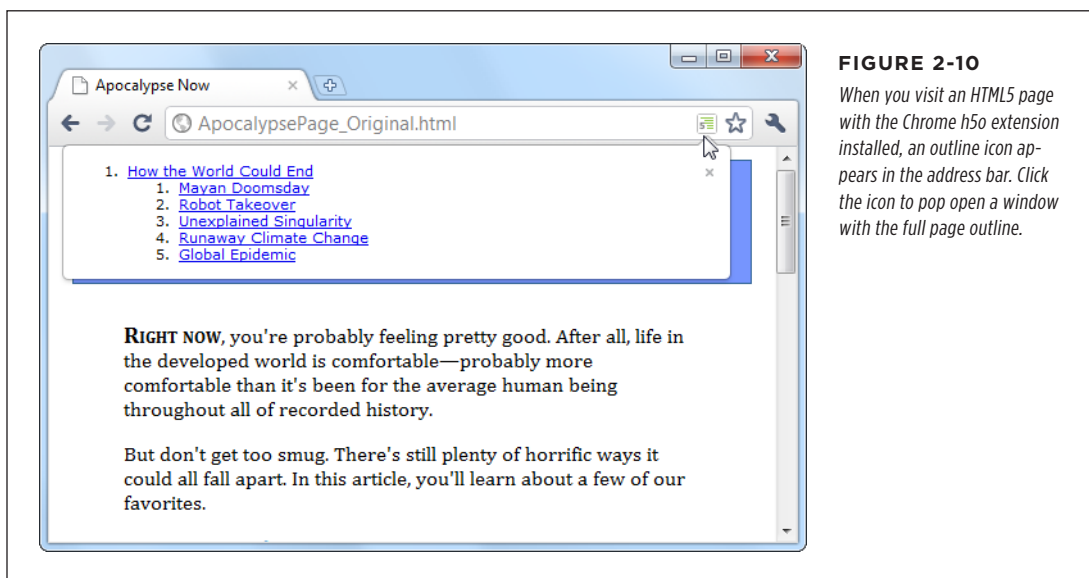 Apocalypse Now
ApocalypsePage_Original.html
1. How the World Could End
1. Mayan Doomsday
2. Robot Takeover
3. Unexplained Singularity
4. Runaway Climate Change
5. Global Epidemic
RIGHT NOW, you're probably feeling pretty good. After all, life in
the developed world is comfortable—probably more
comfortable than it's been for the average human being
throughout all of recorded history.
But don't get too smug. There's still plenty of horrific ways it
could all fall apart. In this article, you'll learn about a few of our
favorites.
FIGURE 2-10
When you visit an HTML5 page
with the Chrome h5o extension
installed, an outline icon ap-
pears in the address bar. Click
the icon to pop open a window
with the full page outline.